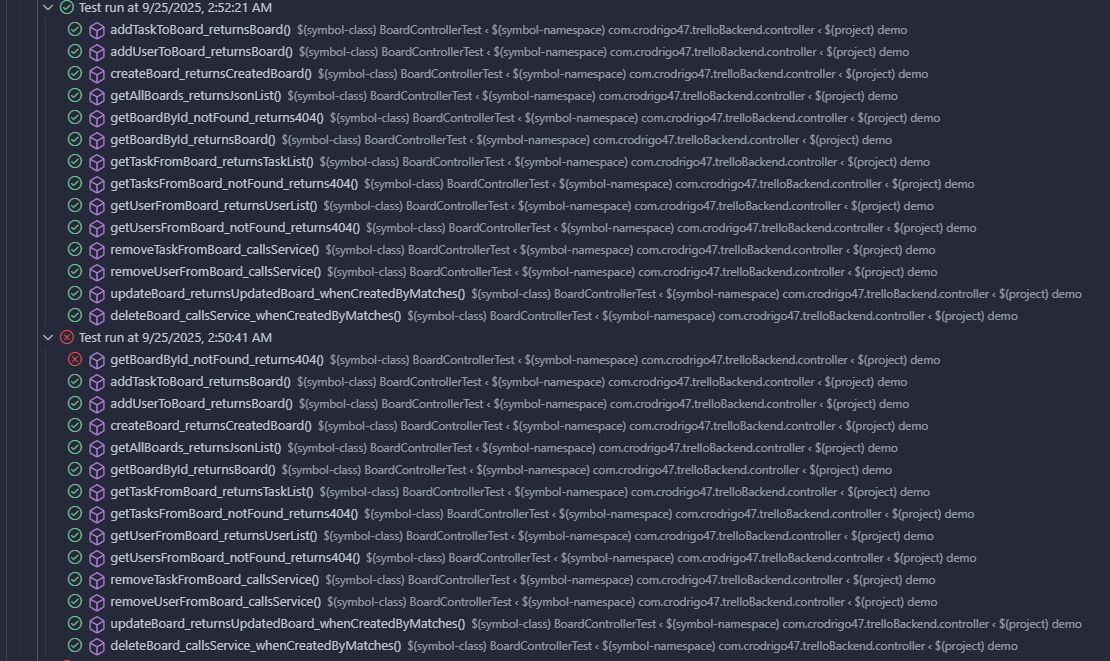 Test run at 9/25/2025, 2:52:21 AM
addTaskToBoard_returnsBoard() $(symbol-class) BoardControllerTest ‹ $(symbol-namespace) com.crodrigo47.trelloBackend.controller ‹ $(project) demo
addUserToBoard_returnsBoard() $(symbol-class) BoardControllerTest ‹ $(symbol-namespace) com.crodrigo47.trelloBackend.controller ‹ $(project) demo
createBoard_returnsCreatedBoard() $(symbol-class) BoardControllerTest ‹ $(symbol-namespace) com.crodrigo47.trelloBackend.controller ‹ $(project) demo
getAllBoards_returnsJsonList() $(symbol-class) BoardControllerTest ‹ $(symbol-namespace) com.crodrigo47.trelloBackend.controller ‹ $(project) demo
getBoardById_notFound_returns404() $(symbol-class) BoardControllerTest ‹ $(symbol-namespace) com.crodrigo47.trelloBackend.controller ‹ $(project) demo
getBoardById_returnsBoard() $(symbol-class) BoardControllerTest ‹ $(symbol-namespace) com.crodrigo47.trelloBackend.controller ‹ $(project) demo
getTaskFromBoard_returnsTaskList() $(symbol-class) BoardControllerTest ‹ $(symbol-namespace) com.crodrigo47.trelloBackend.controller ‹ $(project) demo
getTasksFromBoard_notFound_returns404() $(symbol-class) BoardControllerTest ‹ $(symbol-namespace) com.crodrigo47.trelloBackend.controller ‹ $(project) demo
getUserFromBoard_returnsUserList() $(symbol-class) BoardControllerTest ‹ $(symbol-namespace) com.crodrigo47.trelloBackend.controller ‹ $(project) demo
getUsersFromBoard_notFound_returns404() $(symbol-class) BoardControllerTest ‹ $(symbol-namespace) com.crodrigo47.trelloBackend.controller ‹ $(project) demo
removeTaskFromBoard_callsService() $(symbol-class) BoardControllerTest ‹ $(symbol-namespace) com.crodrigo47.trelloBackend.controller ‹ $(project) demo
removeUserFromBoard_callsService() $(symbol-class) BoardControllerTest ‹ $(symbol-namespace) com.crodrigo47.trelloBackend.controller ‹ $(project) demo
updateBoard_returnsUpdatedBoard_whenCreatedByMatches() $(symbol-class) BoardControllerTest ‹ $(symbol-namespace) com.crodrigo47.trelloBackend.controller ‹ $(project) demo
deleteBoard_callsService_whenCreatedByMatches() $(symbol-class) BoardControllerTest ‹ $(symbol-namespace) com.crodrigo47.trelloBackend.controller ‹ $(project) demo
Test run at 9/25/2025, 2:50:41 AM
getBoardById_notFound_returns404() $(symbol-class) BoardControllerTest ‹ $(symbol-namespace) com.crodrigo47.trelloBackend.controller ‹ $(project) demo
addTaskToBoard_returnsBoard() $(symbol-class) BoardControllerTest ‹ $(symbol-namespace) com.crodrigo47.trelloBackend.controller ‹ $(project) demo
addUserToBoard_returnsBoard() $(symbol-class) BoardControllerTest ‹ $(symbol-namespace) com.crodrigo47.trelloBackend.controller ‹ $(project) demo
createBoard_returnsCreatedBoard() $(symbol-class) BoardControllerTest ‹ $(symbol-namespace) com.crodrigo47.trelloBackend.controller ‹ $(project) demo
getAllBoards_returnsJsonList() $(symbol-class) BoardControllerTest ‹ $(symbol-namespace) com.crodrigo47.trelloBackend.controller ‹ $(project) demo
getBoardById_returnsBoard() $(symbol-class) BoardControllerTest ‹ $(symbol-namespace) com.crodrigo47.trelloBackend.controller ‹ $(project) demo
getTaskFromBoard_returnsTaskList() $(symbol-class) BoardControllerTest ‹ $(symbol-namespace) com.crodrigo47.trelloBackend.controller ‹ $(project) demo
getTasksFromBoard_notFound_returns404() $(symbol-class) BoardControllerTest ‹ $(symbol-namespace) com.crodrigo47.trelloBackend.controller ‹ $(project) demo
getUserFromBoard_returnsUserList() $(symbol-class) BoardControllerTest ‹ $(symbol-namespace) com.crodrigo47.trelloBackend.controller ‹ $(project) demo
getUsersFromBoard_notFound_returns404() $(symbol-class) BoardControllerTest ‹ $(symbol-namespace) com.crodrigo47.trelloBackend.controller ‹ $(project) demo
removeTaskFromBoard_callsService() $(symbol-class) BoardControllerTest ‹ $(symbol-namespace) com.crodrigo47.trelloBackend.controller ‹ $(project) demo
removeUserFromBoard_callsService() $(symbol-class) BoardControllerTest ‹ $(symbol-namespace) com.crodrigo47.trelloBackend.controller ‹ $(project) demo
updateBoard_returnsUpdatedBoard_whenCreatedByMatches() $(symbol-class) BoardControllerTest ‹ $(symbol-namespace) com.crodrigo47.trelloBackend.controller ‹ $(project) demo
deleteBoard_callsService_whenCreatedByMatches() $(symbol-class) BoardControllerTest ‹ $(symbol-namespace) com.crodrigo47.trelloBackend.controller ‹ $(project) demo